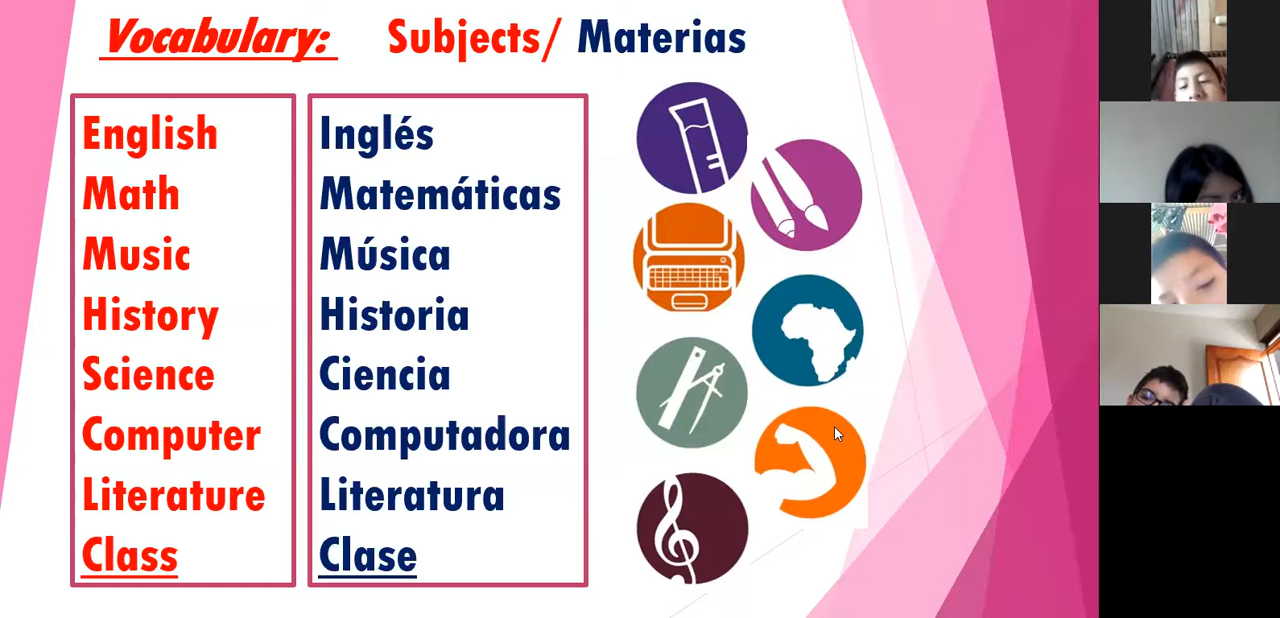 Vocabulary: Subjects/ Materias
English
Math
Music
History
Science
Computer
Literature
Class
Inglés
Matemáticas
Música
Historia
Ciencia
Computadora
Literatura
Clase